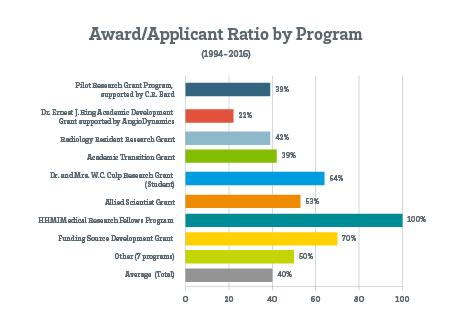 Award/Applicant Ratio by Program
(1994-2016)
Pilot Research Grant Program,
supported by C.R. Bard
39%
Dr. Ernest J. Ring Academic Development
Grant supported by AngioDynamics
22%
Radiology Resident Research Grant
42%
Academic Transition Grant
39%
Dr. and Mrs. W.C. Culp Research Grant
(Student)
64%
Allied Scientist Grant
53%
HHMI Medical Research Fellows Program
100%
Funding Source Development Grant
70%
Other (7 programs)
50%
Average (Total)
40%
0 20 40 60 80 100